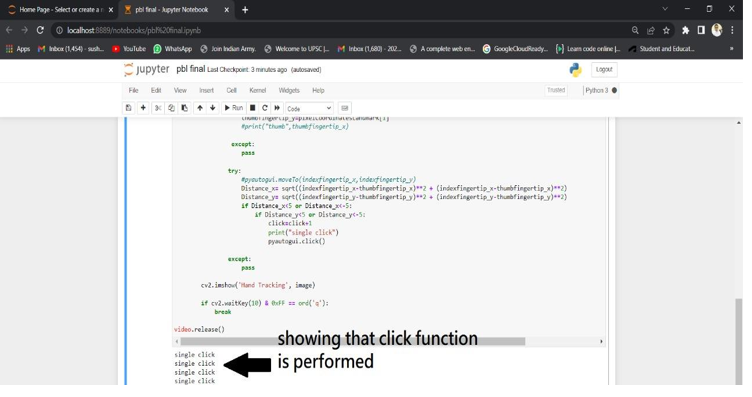 Home Page - Select or create a n
pbl final.ipynb - Jupyter Notebook
localhost:8889/notebooks/pbl%20final.ipynb
Apps
Inbox (1,454) - sush...
YouTube
WhatsApp
Join Indian Army.
Welcome to UPSC |...
Inbox (1,680) - 202...
A complete web en...
GoogleCloudReady...
Learn code online |...
Student and Educat...
»
jupyter pbl final Last Checkpoint: 3 minutes ago (autosaved)
Logout
File Edit View Insert Cell Kernel Widgets Help
Trusted
Python 3
Run
Code
#print("thumb",thumbfingertip_x)
except:
pass
try:
#pyautogui.moveTo(indexfingertip_x,indexfingertip_y)
Distance_x= sqrt((indexfingertip_x-thumbfingertip_x)**2 + (indexfingertip_x-thumbfingertip_x)**2)
Distance_y= sqrt((indexfingertip_y-thumbfingertip_y)**2 + (indexfingertip_y-thumbfingertip_y)**2)
if Distance_x<5 or Distance_x<-5:
if Distance_y<5 or Distance_y<-5:
click=click+1
print("single click")
pyautogui.click()
except:
pass
cv2.imshow('Hand Tracking', image)
if cv2.waitKey(10) & 0xFF == ord('q'):
break
video.release()
single click
single click
single click
single click
showing that click function
is performed